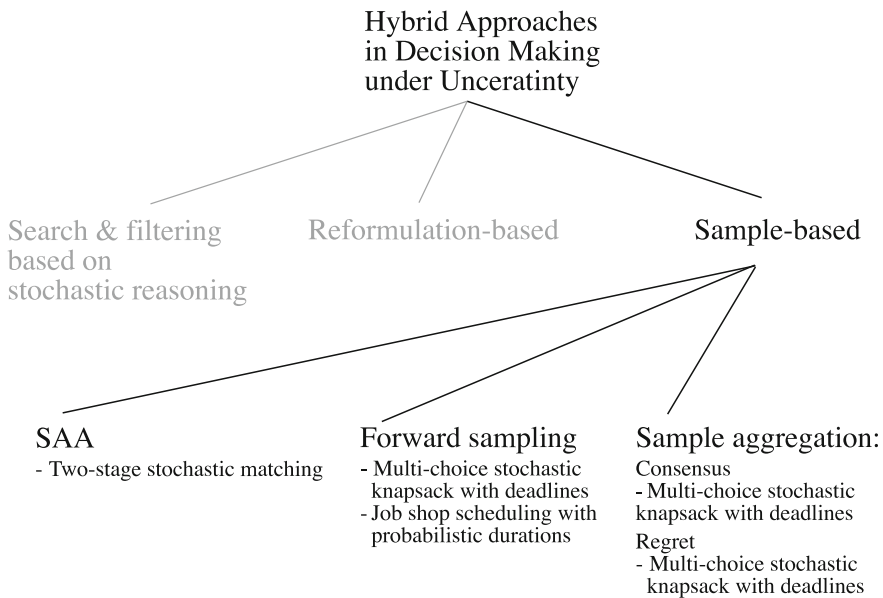 Hybrid Approaches
in Decision Making
under Unceratinty
Search & filtering
based on
stochastic reasoning
Reformulation-based
Sample-based
SAA
- Two-stage stochastic matching
Forward sampling
- Multi-choice stochastic
knapsack with deadlines
- Job shop scheduling with
probabilistic durations
Sample aggregation:
Consensus
- Multi-choice stochastic
knapsack with deadlines
Regret
- Multi-choice stochastic
knapsack with deadlines